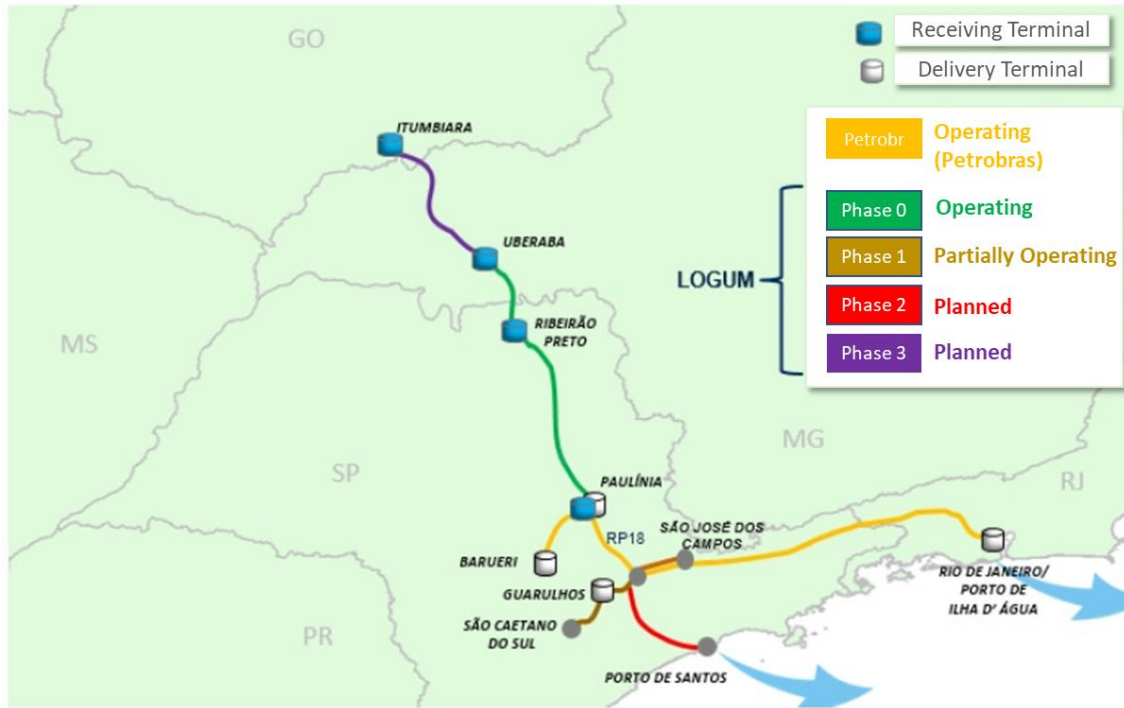 GO
Receiving Terminal
Delivery Terminal
ITUMBIARA
Petrobr
Operating
(Petrobras)
Phase 0
Operating
UBERABA
Phase 1
Partially Operating
LOGUM
Phase 2
Planned
RIBEIRÃO
PRETO
MS
Phase 3
Planned
MG
SP
RJ
PAULÍNIA
SÃO JOSÉ DOS
CAMPOS
RP18
BARUERI
GUARULHOS
RIO DE JANEIRO/
PORTO DE
ILHA D' ÁGUA
SÃO CAETANO
DO SUL
PR
PORTO DE SANTOS